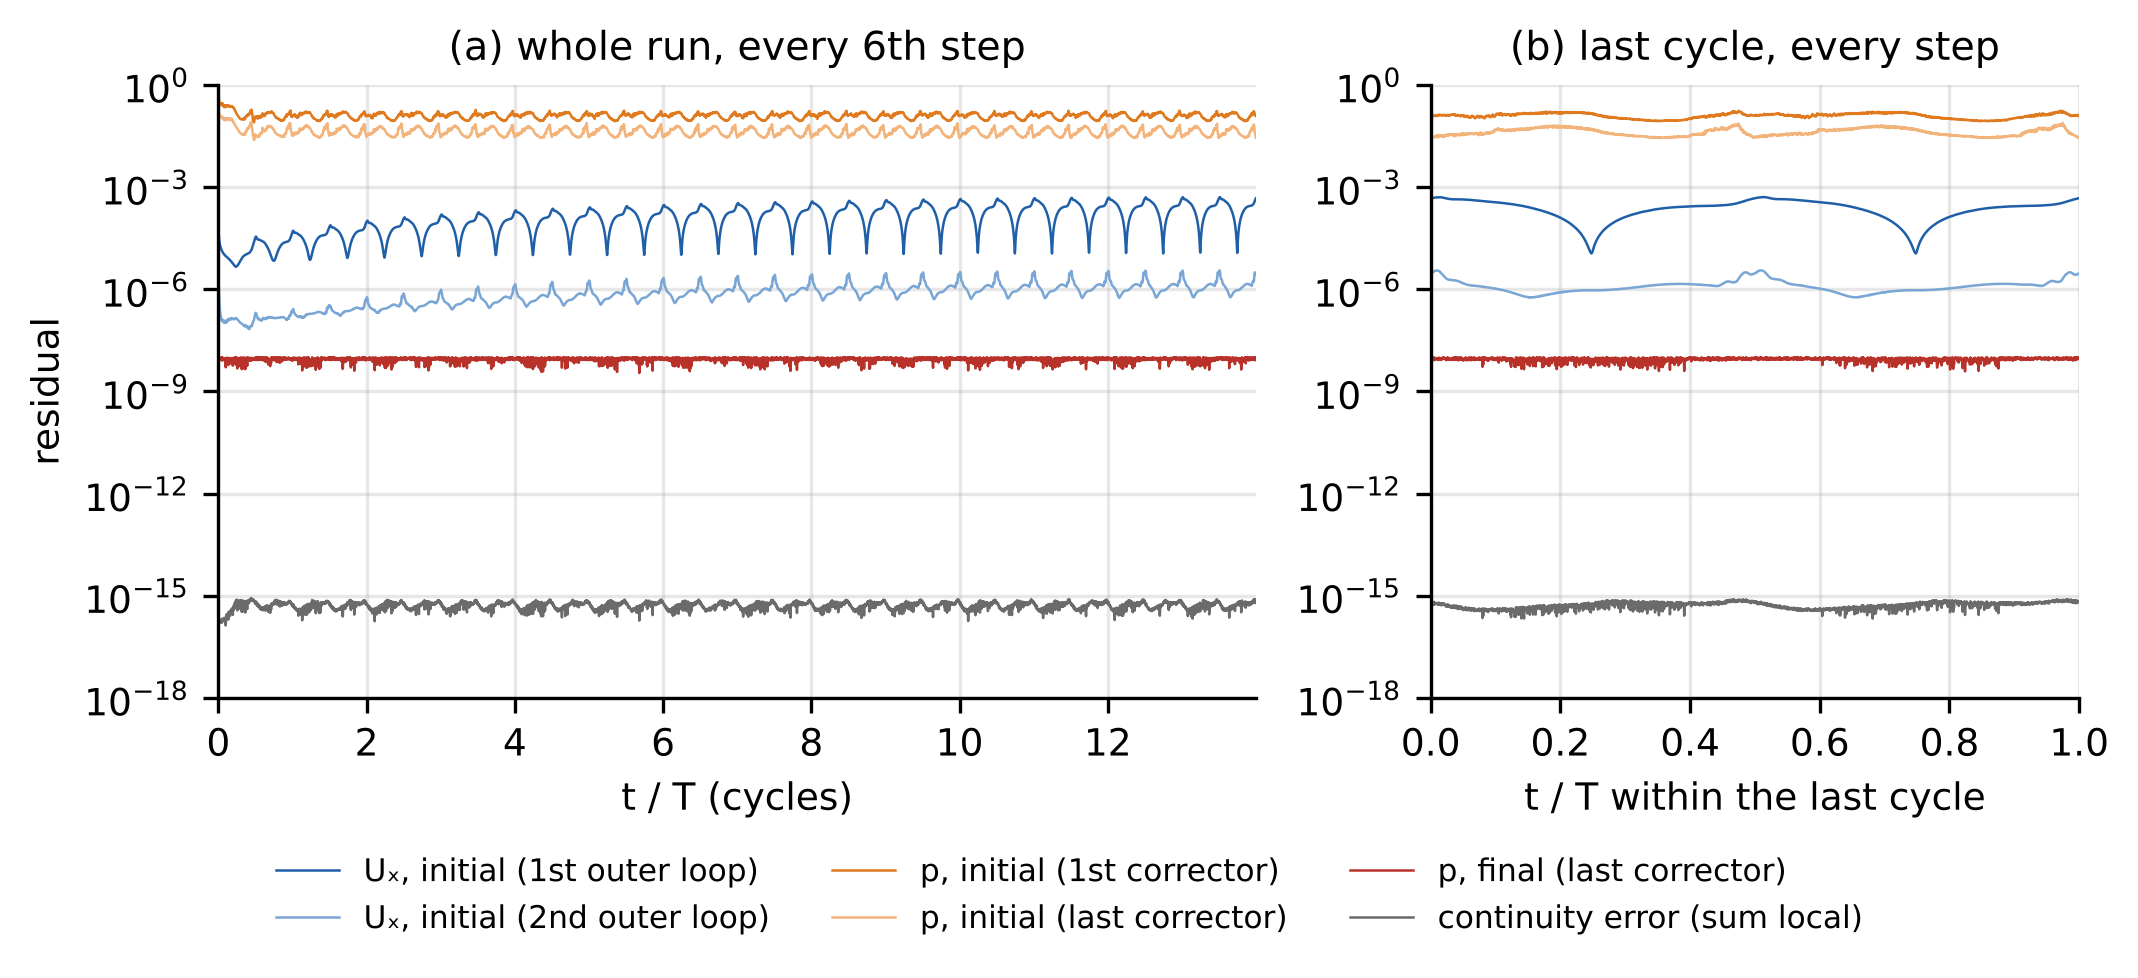 (a) whole run, every 6th step
(b) last cycle, every step
residual
10⁰
10⁻³
10⁻⁶
10⁻⁹
10⁻¹²
10⁻¹⁵
10⁻¹⁸
0 2 4 6 8 10 12
t / T (cycles)
10⁰
10⁻³
10⁻⁶
10⁻⁹
10⁻¹²
10⁻¹⁵
10⁻¹⁸
0.0 0.2 0.4 0.6 0.8 1.0
t / T within the last cycle
Uₓ, initial (1st outer loop)
Uₓ, initial (2nd outer loop)
p, initial (1st corrector)
p, initial (last corrector)
p, final (last corrector)
continuity error (sum local)